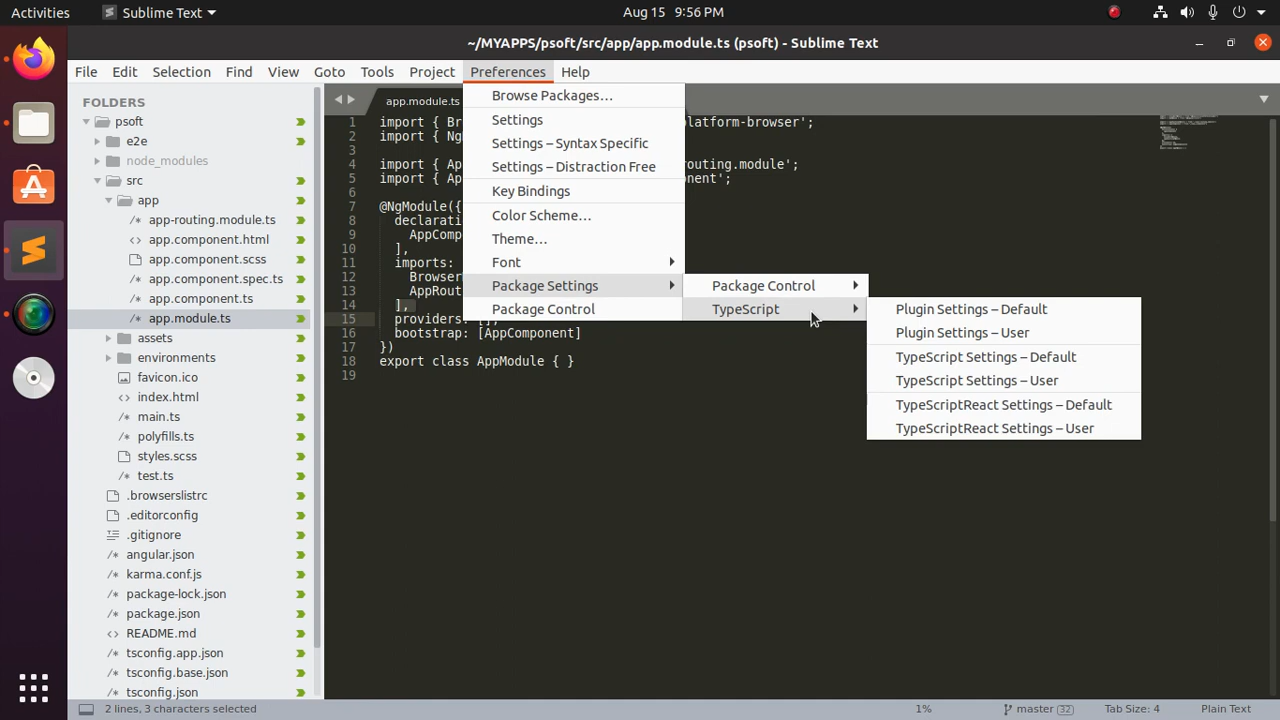 Activities
Sublime Text
Aug 15 9:56 PM
~/MYAPPS/psoft/src/app/app.module.ts (psoft) - Sublime Text
File Edit Selection Find View Goto Tools Project Preferences Help
FOLDERS
psoft
e2e
node_modules
src
app
app-routing.module.ts
app.component.html
app.component.scss
app.component.spec.ts
app.component.ts
app.module.ts
assets
environments
favicon.ico
index.html
main.ts
polyfills.ts
styles.scss
test.ts
.browserslistrc
.editorconfig
.gitignore
angular.json
karma.conf.js
package-lock.json
package.json
README.md
tsconfig.app.json
tsconfig.base.json
tsconfig.json
app.module.ts
1 import { Br platform-browser';
2 import { Ng
3
4 import { Ap routing.module';
5 import { Ap onent';
6
7 @NgModule({
8 declaratio
9 AppCompo
10 ],
11 imports: [
12 Browser
13 AppRout
14 ],
15 providers: [],
16 bootstrap: [AppComponent]
17 })
18 export class AppModule { }
19
Browse Packages…
Settings
Settings – Syntax Specific
Settings – Distraction Free
Key Bindings
Color Scheme…
Theme…
Font
Package Settings
Package Control
Package Control
TypeScript
Plugin Settings – Default
Plugin Settings – User
TypeScript Settings – Default
TypeScript Settings – User
TypeScriptReact Settings – Default
TypeScriptReact Settings – User
2 lines, 3 characters selected
1%
master 32
Tab Size: 4
Plain Text